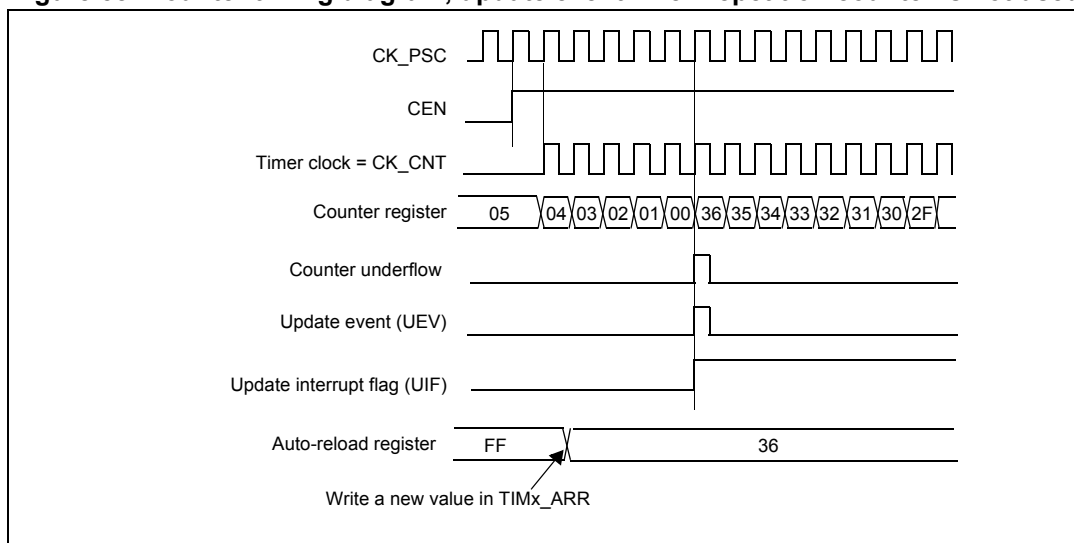 CK_PSC
CEN
Timer clock = CK_CNT
Counter register 05 04 03 02 01 00 36 35 34 33 32 31 30 2F
Counter underflow
Update event (UEV)
Update interrupt flag (UIF)
Auto-reload register FF 36
Write a new value in TIMx_ARR